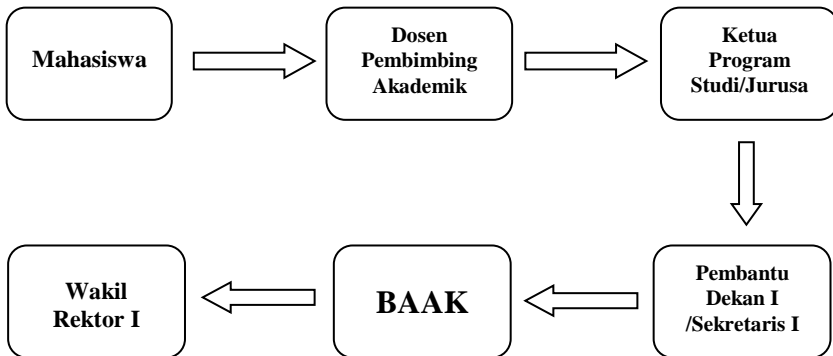 Mahasiswa
Dosen
Pembimbing
Akademik
Ketua
Program
Studi/Jurusa
Pembantu
Dekan I
/Sekretaris I
BAAK
Wakil
Rektor I